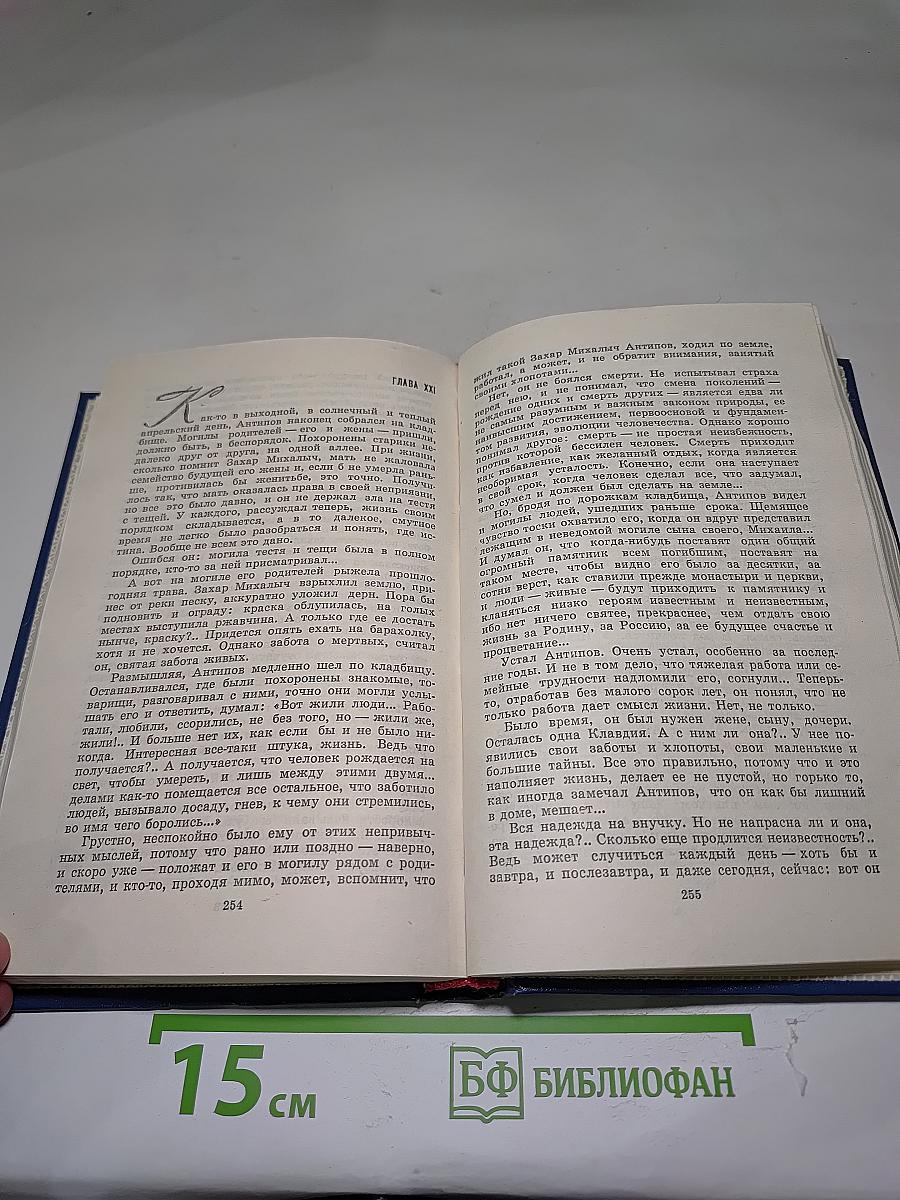 ГЛАВА XXI
Как-то в выходной, в солнечный и теплый
апрельский день, Антипов наконец собрался на клад-
бище. Могилы родителей — его и жены — пришли,
должно быть, в беспорядок. Похоронены старики не-
далеко друг от друга, на одной аллее. При жизни,
сколько помнит Захар Михалыч, мать не жаловала
семейство будущей его жены и, если б не умерла рань-
ше, противилась бы женитьбе, это точно. Получи-
лось так, что мать оказалась права в своей неприязни,
но все это было давно, и он не держал зла на тестя
с тещей. У каждого, рассуждал теперь, жизнь своим
порядком складывается, а в то далекое, смутное
время не легко было разобраться и понять, где ис-
тина. Вообще не всем это дано.
Ошибся он: могила тестя и тещи была в полном
порядке, кто-то за ней присматривал...
А вот на могиле его родителей рыжела прошло-
годняя трава. Захар Михалыч взрыхлил землю, при-
нес от реки песку, аккуратно уложил дерн. Пора бы
подновить и ограду: краска облупилась, на голых
местах выступила ржавчина. А только где ее достать
нынче, краску?.. Придется опять ехать на барахолку,
хотя и не хочется. Однако забота о мертвых, считал
он, святая забота живых.
Размышляя, Антипов медленно шел по кладбищу.
Останавливался, где были похоронены знакомые, то-
варищи, разговаривал с ними, точно они могли услы-
шать его и ответить, думал: «Вот жили люди... Рабо-
тали, любили, ссорились, не без того, но — жили же,
жили!.. И больше нет их, как если бы и не было ни-
когда. Интересная все-таки штука, жизнь. Ведь что
получается?.. А получается, что человек рождается на
свет, чтобы умереть, и лишь между этими двумя...
делами как-то помещается все остальное, что заботило
людей, вызывало досаду, гнев, к чему они стремились,
во имя чего боролись...»
Грустно, неспокойно было ему от этих непривыч-
ных мыслей, потому что рано или поздно — наверно,
и скоро уже — положат и его в могилу рядом с роди-
телями, и кто-то, проходя мимо, может, вспомнит, что
254
жил такой Захар Михалыч Антипов, ходил по земле,
работал, а может, и не обратит внимания, занятый
своими хлопотами...
Нет, он не боялся смерти. Не испытывал страха
перед нею, и не понимал, что смена поколений —
рождение одних и смерть других — является едва ли
не самым разумным и важным законом природы, ее
наивысшим достижением, первоосновой и фундамен-
том развития, эволюции человечества. Однако хорошо
понимал другое: смерть — не простая неизбежность,
против которой бессилен человек. Смерть приходит
как избавление, как желанный отдых, когда является
необоримая усталость. Конечно, если она наступает
в свой срок, когда человек сделал все, что задумал,
что сумел и должен был сделать на земле...
Но, бродя по дорожкам кладбища, Антипов видел
и могилы людей, ушедших раньше срока. Щемящее
чувство тоски охватило его, когда он вдруг представил
лежащим в неведомой могиле сына своего, Михаила...
И думал он, что когда-нибудь поставят один общий
огромный памятник всем погибшим, поставят на
таком месте, чтобы видно его было за десятки, за
сотни верст, как ставили прежде монастыри и церкви,
и люди — живые — будут приходить к памятнику и
кланяться низко героям известным и неизвестным,
ибо нет ничего святее, прекраснее, чем отдать свою
жизнь за Родину, за Россию, за ее будущее счастье и
процветание...
Устал Антипов. Очень устал, особенно за послед-
ние годы. И не в том дело, что тяжелая работа или се-
мейные трудности надломили его, согнули... Теперь-
то, отработав без малого сорок лет, он понял, что не
только работа дает смысл жизни. Нет, не только.
Было время, он был нужен жене, сыну, дочери.
Осталась одна Клавдия. А с ним ли она?.. У нее по-
явились свои заботы и хлопоты, свои маленькие и
большие тайны. Все это правильно, потому что и это
наполняет жизнь, делает ее не пустой, но горько то,
как иногда замечал Антипов, что он как бы лишний
в доме, мешает...
Вся надежда на внучку. Но не напрасна ли и она,
эта надежда?.. Сколько еще продлится неизвестность?..
Ведь может случиться каждый день — хоть бы и
завтра, и послезавтра, и даже сегодня, сейчас: вот он
255
15 см
БФ БИБЛИОФАН